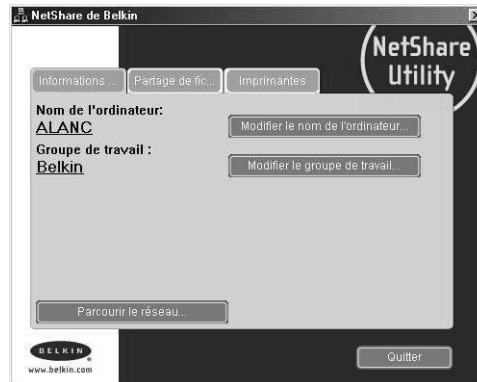 NetShare de Belkin
NetShare
Utility
Informations ...
Partage de fic...
Imprimantes
Nom de l'ordinateur:
ALANC
Modifier le nom de l'ordinateur...
Groupe de travail :
Belkin
Modifier le groupe de travail...
Parcourir le réseau...
BELKIN
www.belkin.com
Quitter